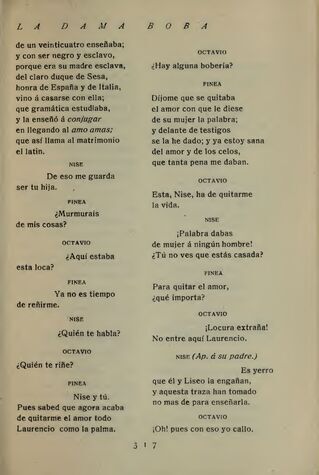 LA DAMA BOBA
de un veinticuatro enseñaba;
y con ser negro y esclavo,
porque era su madre esclava,
del claro duque de Sesa,
honra de España y de Italia,
vino á casarse con ella;
que gramática estudiaba,
y la enseñó á conjugar
en llegando al amo amas;
que así llama al matrimonio
el latin.
NISE
De eso me guarda
ser tu hija.
FINEA
¿Murmurais
de mis cosas?
OCTAVIO
¿Aquí estaba
esta loca?
FINEA
Ya no es tiempo
de reñirme.
NISE
¿Quién te habla?
OCTAVIO
¿Quién te riñe?
FINEA
Nise y tú.
Pues sabed que agora acaba
de quitarme el amor todo
Laurencio como la palma.
OCTAVIO
¿Hay alguna bobería?
FINEA
Díjome que se quitaba
el amor con que le diese
de su mujer la palabra;
y delante de testigos
se la he dado; y ya estoy sana
del amor y de los celos,
que tanta pena me daban.
OCTAVIO
Esta, Nise, ha de quitarme
la vida.
NISE
¡Palabra dabas
de mujer á ningún hombre!
¿Tú no ves que estás casada?
FINEA
Para quitar el amor,
¿qué importa?
OCTAVIO
¡Locura extraña!
No entre aquí Laurencio.
NISE (Ap. á su padre.)
Es yerro
que él y Liseo la engañan,
y aquesta traza han tomado
no mas de para enseñarla.
OCTAVIO
¡Oh! pues con eso yo callo.
317